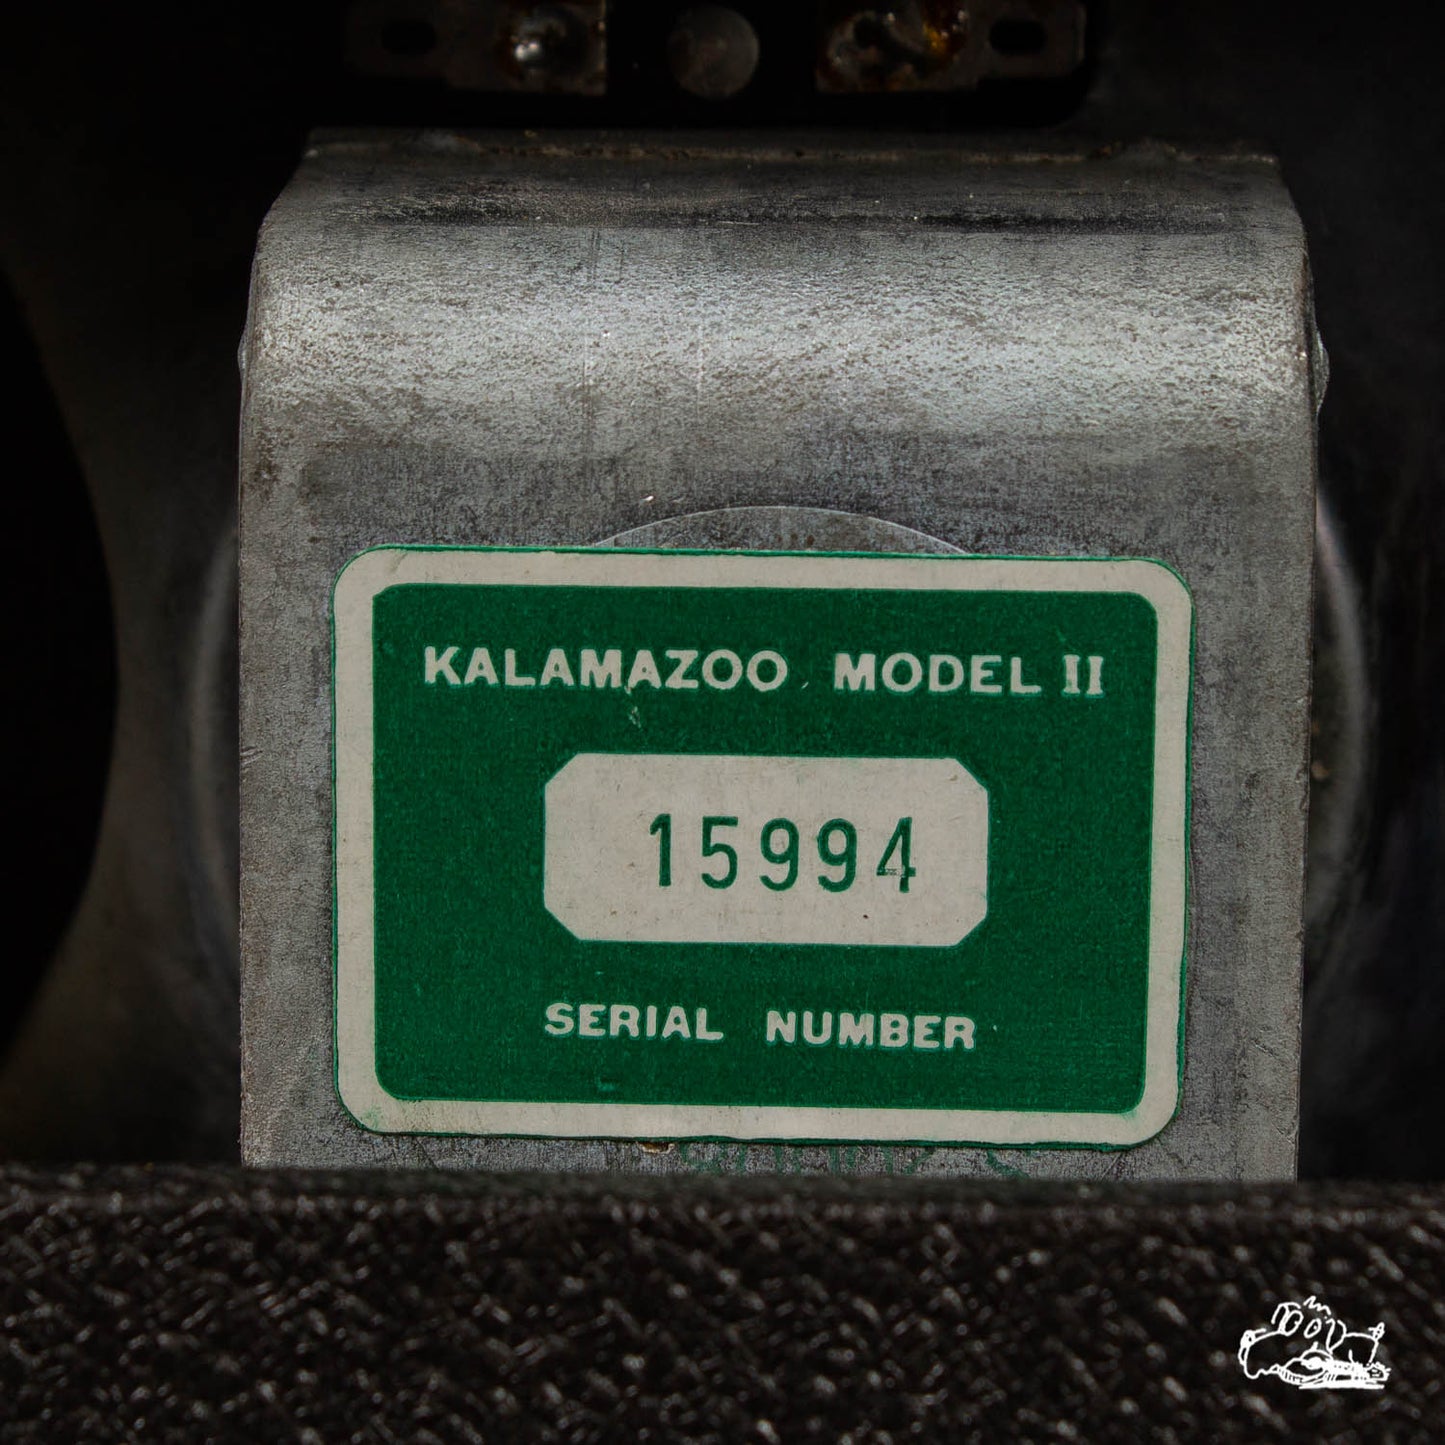 KALAMAZOO MODEL II
15994
SERIAL NUMBER